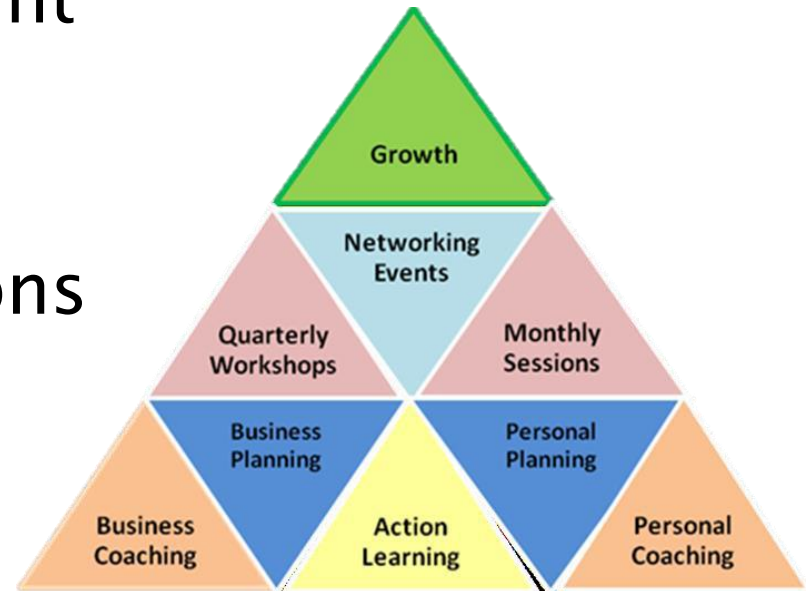 nt
Growth
Networking
Events
ons
Quarterly
Workshops
Monthly
Sessions
Business
Planning
Personal
Planning
Business
Coaching
Action
Learning
Personal
Coaching